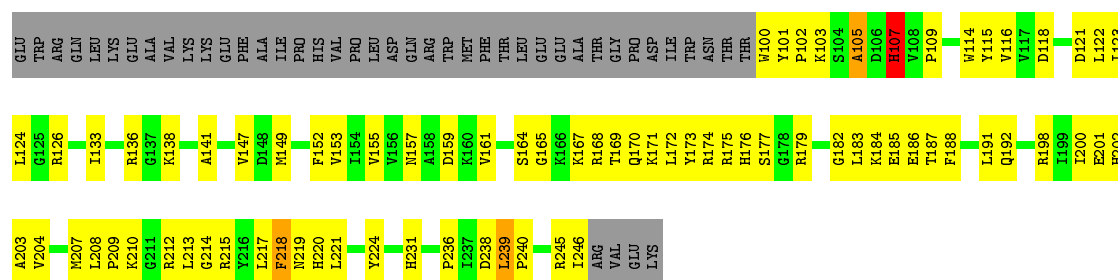 GLU TRP ARG GLN LEU LYS GLU ALA VAL LYS LYS GLU PHE ALA ILE PRO HIS VAL PRO LEU ASP GLN ARG TRP MET PHE THR LEU GLU GLU ALA THR GLY PRO ASP ILE TRP ASN THR THR W100 Y101 P102 K103 S104 A105 D106 H107 V108 P109 W114 Y115 V116 V117 D118 D121 L122 I123
L124 G125 R126 I133 R136 G137 K138 A141 V147 D148 M149 F152 V153 I154 V155 V156 N157 A158 D159 K160 V161 S164 G165 K166 K167 R168 T169 Q170 K171 L172 Y173 R174 R175 H176 S177 G178 R179 G182 L183 K184 E185 E186 T187 F188 L191 Q192 R198 I199 I200 E201 H202
A203 V204 M207 L208 P209 K210 G211 R212 L213 G214 R215 Y216 L217 F218 N219 H220 L221 Y224 H231 P236 I237 D238 L239 P240 R245 I246 ARG VAL GLU LYS